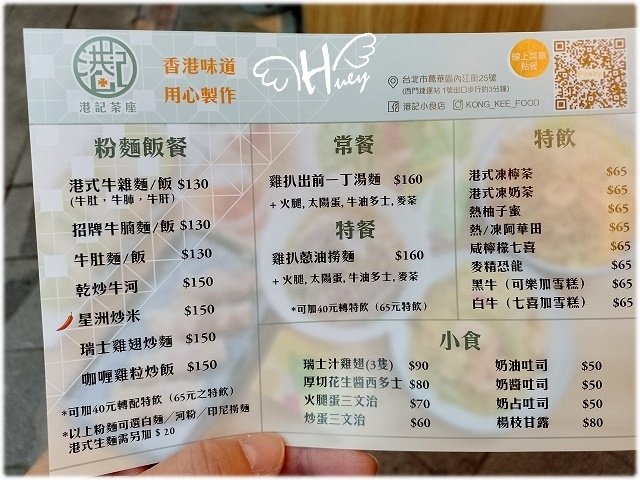 港記
港記茶座
香港味道
用心製作
Huey
台北市萬華區內江街25號
(西門捷運站 1號出口步行約3分鐘)
港記小食店 KONG_KEE_FOOD
線上菜單
點餐
粉麵飯餐
港式牛雜麵/飯 $130
(牛肚,牛肺,牛肝)
招牌牛腩麵/飯 $130
牛肚麵/飯 $130
乾炒牛河 $150
星洲炒米 $150
瑞士雞翅炒麵 $150
咖喱雞粒炒飯 $150
*可加40元轉配特飲(65元之特飲)
*以上粉麵可選白麵/河粉/印尼撈麵
港式生麵需另加 $ 20
常餐
雞扒出前一丁湯麵 $160
+ 火腿, 太陽蛋, 牛油多士, 麥茶
特餐
雞扒蔥油撈麵 $160
+ 火腿, 太陽蛋, 牛油多士, 麥茶
*可加40元轉特飲(65元特飲)
特飲
港式凍檸茶 $65
港式凍奶茶 $65
熱柚子蜜 $65
熱/凍阿華田 $65
咸檸檬七喜 $65
麥精恐龍 $65
黑牛(可樂加雪糕) $65
白牛(七喜加雪糕) $65
小食
瑞士汁雞翅(3隻) $90
厚切花生醬西多士 $80
火腿蛋三文治 $70
炒蛋三文治 $60
奶油吐司 $50
奶醬吐司 $50
奶占吐司 $50
楊枝甘露 $80